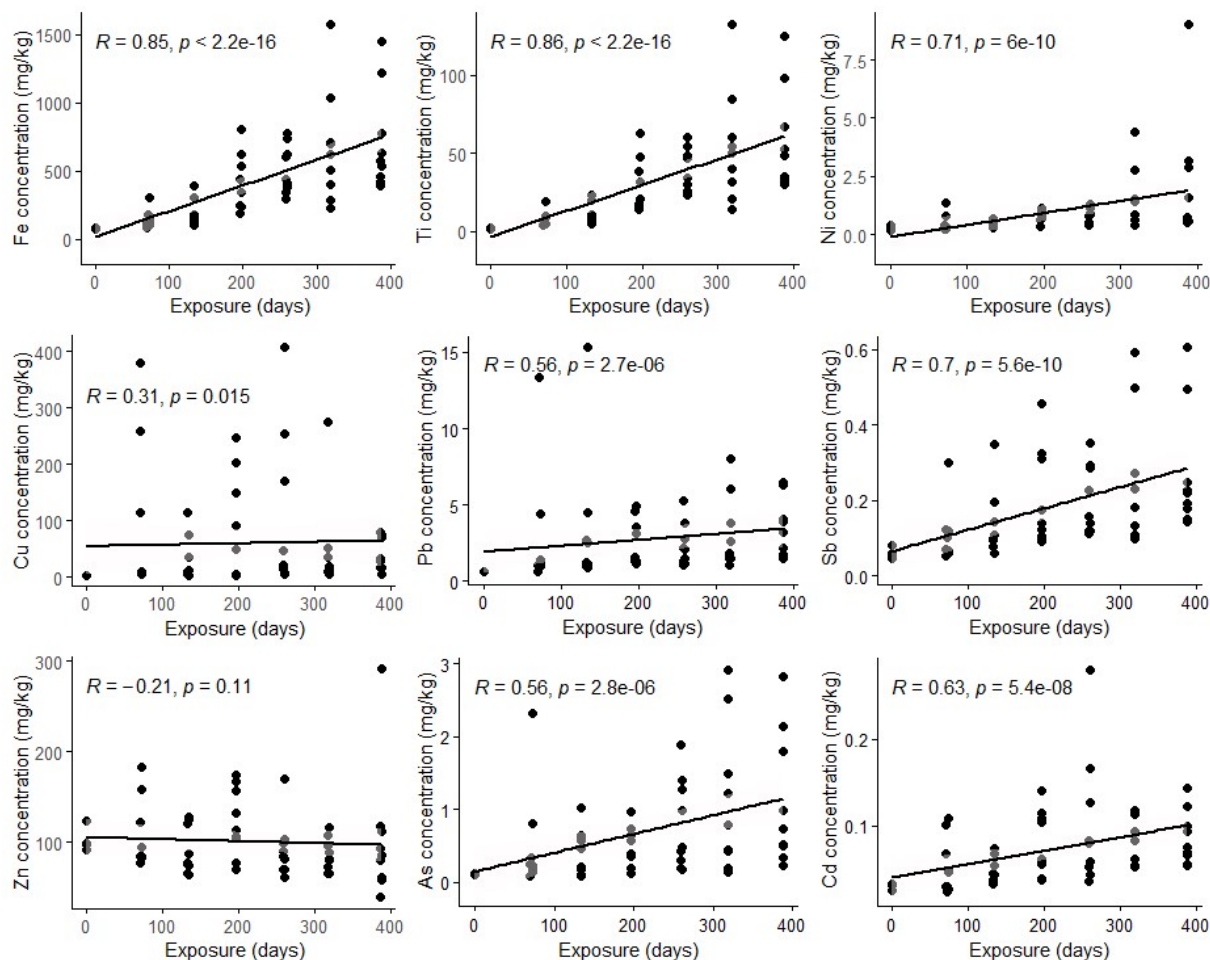 R = 0.85, p < 2.2e-16
Fe concentration (mg/kg)
1500
1000
500
0
0 100 200 300 400
Exposure (days)
R = 0.86, p < 2.2e-16
Ti concentration (mg/kg)
100
50
0
0 100 200 300 400
Exposure (days)
R = 0.71, p = 6e-10
Ni concentration (mg/kg)
7.5
5.0
2.5
0.0
0 100 200 300 400
Exposure (days)
R = 0.31, p = 0.015
Cu concentration (mg/kg)
400
300
200
100
0
0 100 200 300 400
Exposure (days)
R = 0.56, p = 2.7e-06
Pb concentration (mg/kg)
15
10
5
0
0 100 200 300 400
Exposure (days)
R = 0.7, p = 5.6e-10
Sb concentration (mg/kg)
0.6
0.4
0.2
0.0
0 100 200 300 400
Exposure (days)
R = −0.21, p = 0.11
Zn concentration (mg/kg)
300
200
100
0 100 200 300 400
Exposure (days)
R = 0.56, p = 2.8e-06
As concentration (mg/kg)
3
2
1
0
0 100 200 300 400
Exposure (days)
R = 0.63, p = 5.4e-08
Cd concentration (mg/kg)
0.2
0.1
0 100 200 300 400
Exposure (days)